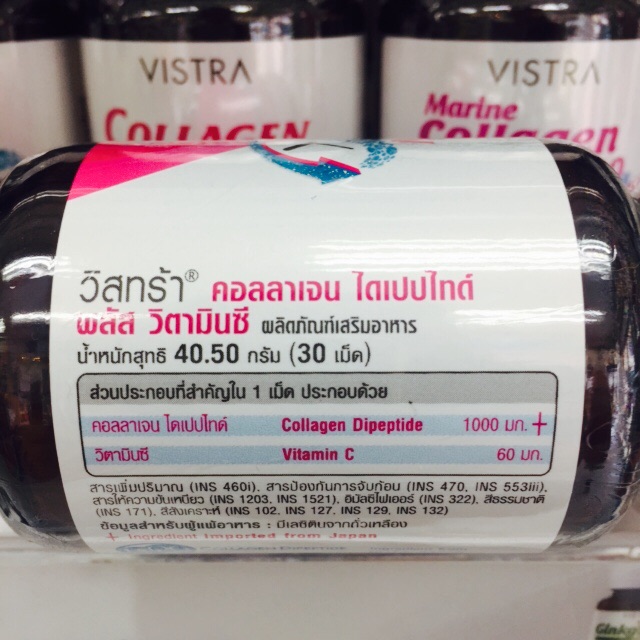 VISTRA
COLLAGEN
VISTRA
Marine
Collagen
วิสทร้า® คอลลาเจน ไดเปปไทด์
พลัส วิตามินซี ผลิตภัณฑ์เสริมอาหาร
น้ำหนักสุทธิ 40.50 กรัม (30 เม็ด)
ส่วนประกอบที่สำคัญใน 1 เม็ด ประกอบด้วย
คอลลาเจน ไดเปปไทด์ Collagen Dipeptide 1000 มก.+
วิตามินซี Vitamin C 60 มก.
สารเพิ่มปริมาณ (INS 460i), สารป้องกันการจับก้อน (INS 470, INS 553iii),
สารให้ความข้นเหนียว (INS 1203, INS 1521), อิมัลซิไฟเออร์ (INS 322), สีธรรมชาติ
(INS 171), สีสังเคราะห์ (INS 102, INS 127, INS 129, INS 132)
ข้อมูลสำหรับผู้แพ้อาหาร : มีเลซิตินจากถั่วเหลือง
+ Ingredient Imported from Japan
COLLAGEN DIPEPTIDE
Ginkgo